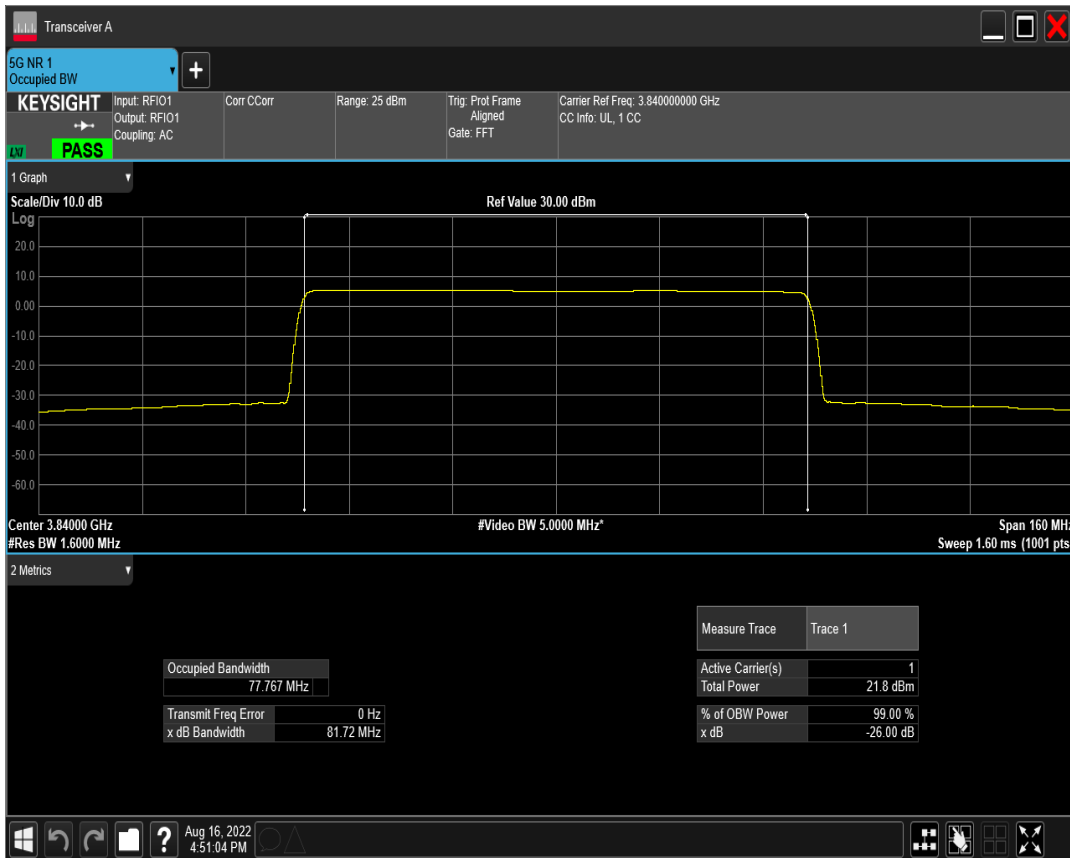 Transceiver A
5G NR 1
Occupied BW
KEYSIGHT
LXI
PASS
Input: RFIO1
Output: RFIO1
Coupling: AC
Corr CCorr
Range: 25 dBm
Trig: Prot Frame
Aligned
Gate: FFT
Carrier Ref Freq: 3.840000000 GHz
CC Info: UL, 1 CC
1 Graph
Scale/Div 10.0 dB
Ref Value 30.00 dBm
Log
20.0
10.0
0.00
-10.0
-20.0
-30.0
-40.0
-50.0
-60.0
Center 3.84000 GHz
#Video BW 5.0000 MHz*
Span 160 MHz
#Res BW 1.6000 MHz
Sweep 1.60 ms (1001 pts
2 Metrics
Measure Trace Trace 1
Occupied Bandwidth
77.767 MHz
Active Carrier(s) 1
Total Power 21.8 dBm
Transmit Freq Error 0 Hz
x dB Bandwidth 81.72 MHz
% of OBW Power 99.00 %
x dB -26.00 dB
?
Aug 16, 2022
4:51:04 PM